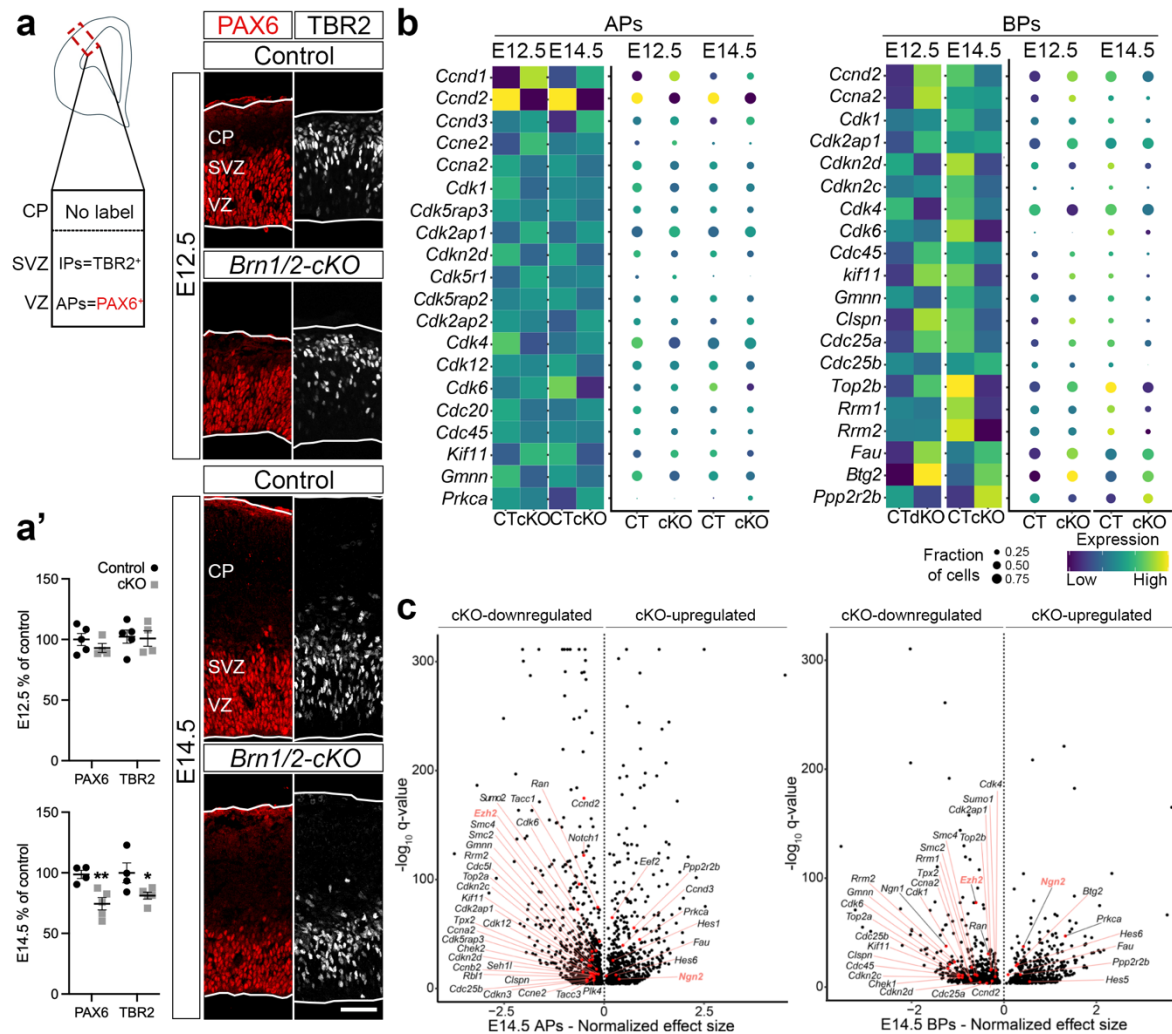 a
PAX6 TBR2
Control
CP
SVZ
VZ
E12.5
Brn1/2-cKO
CP No label
SVZ IPs=TBR2+
VZ APs=PAX6+
Control
CP
SVZ
VZ
E14.5
Brn1/2-cKO
a'
Control
cKO
150
100
50
0
E12.5 % of control
PAX6 TBR2
150
100
50
0
E14.5 % of control
** *
PAX6 TBR2
b
APs
E12.5 E14.5 E12.5 E14.5
Ccnd1
Ccnd2
Ccnd3
Ccne2
Ccna2
Cdk1
Cdk5rap3
Cdk2ap1
Cdkn2d
Cdk5r1
Cdk5rap2
Cdk2ap2
Cdk4
Cdk12
Cdk6
Cdc20
Cdc45
Kif11
Gmnn
Prkca
CTcKO CTcKO CT cKO CT cKO
BPs
E12.5 E14.5 E12.5 E14.5
Ccnd2
Ccna2
Cdk1
Cdk2ap1
Cdkn2d
Cdkn2c
Cdk4
Cdk6
Cdc45
kif11
Gmnn
Clspn
Cdc25a
Cdc25b
Top2b
Rrm1
Rrm2
Fau
Btg2
Ppp2r2b
CTdKO CTcKO CT cKO CT cKO
Fraction
of cells
0.25
0.50
0.75
Expression
Low High
c
cKO-downregulated cKO-upregulated
300
200
100
0
-log10 q-value
Ran
Sumo2
Tacc1
Ccnd2
Ezh2
Cdk6
Smc4
Notch1
Smc2
Gmnn
Rrm2
Cdc5l
Top2a
Cdkn2c
Kif11
Cdk2ap1
Tpx2
Cdk12
Ccna2
Cdk5rap3
Chek2
Cdkn2d
Ccnb2
Seh1l
Rbl1
Clspn
Cdc25b
Ccne2
Tacc3
Plk4
Cdkn3
Eef2
Ppp2r2b
Ccnd3
Prkca
Hes1
Fau
Hes6
Ngn2
-2.5 0 2.5
E14.5 APs - Normalized effect size
cKO-downregulated cKO-upregulated
300
200
100
0
-log10 q-value
Cdk4
Sumo1
Cdk2ap1
Smc4
Top2b
Smc2
Rrm1
Tpx2
Ezh2
Ccna2
Rrm2
Cdk1
Gmnn
Ngn1
Cdk6
Top2a
Ran
Cdc25b
Kif11
Clspn
Cdc45
Cdkn2c
Chek1
Cdc25a
Ccnd2
Cdkn2d
Ngn2
Btg2
Prkca
Hes6
Fau
Ppp2r2b
Hes5
-2 0 2
E14.5 BPs - Normalized effect size